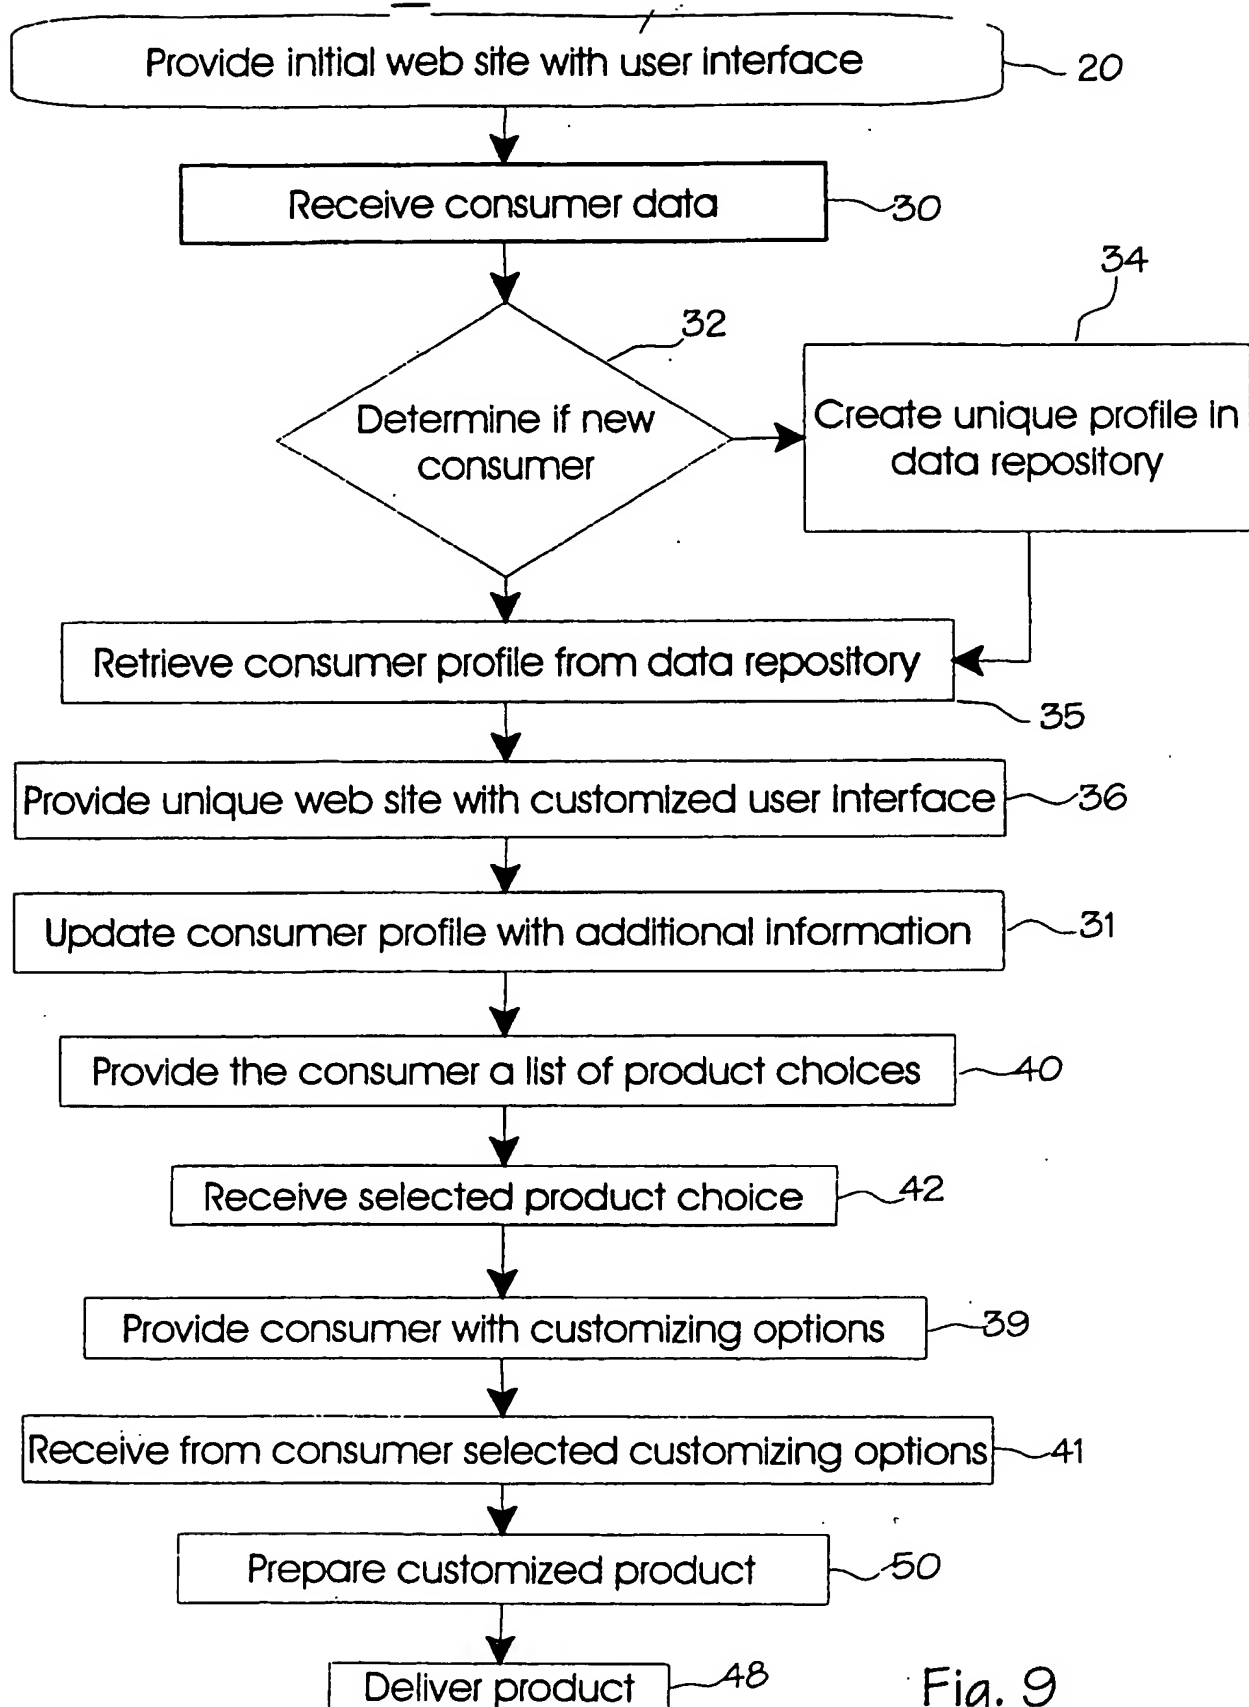 Provide initial web site with user interface
20
Receive consumer data
30
34
32
Determine if new
consumer
Create unique profile in
data repository
Retrieve consumer profile from data repository
35
Provide unique web site with customized user interface
36
Update consumer profile with additional information
31
Provide the consumer a list of product choices
40
Receive selected product choice
42
Provide consumer with customizing options
39
Receive from consumer selected customizing options
41
Prepare customized product
50
Deliver product
48
Fig. 9